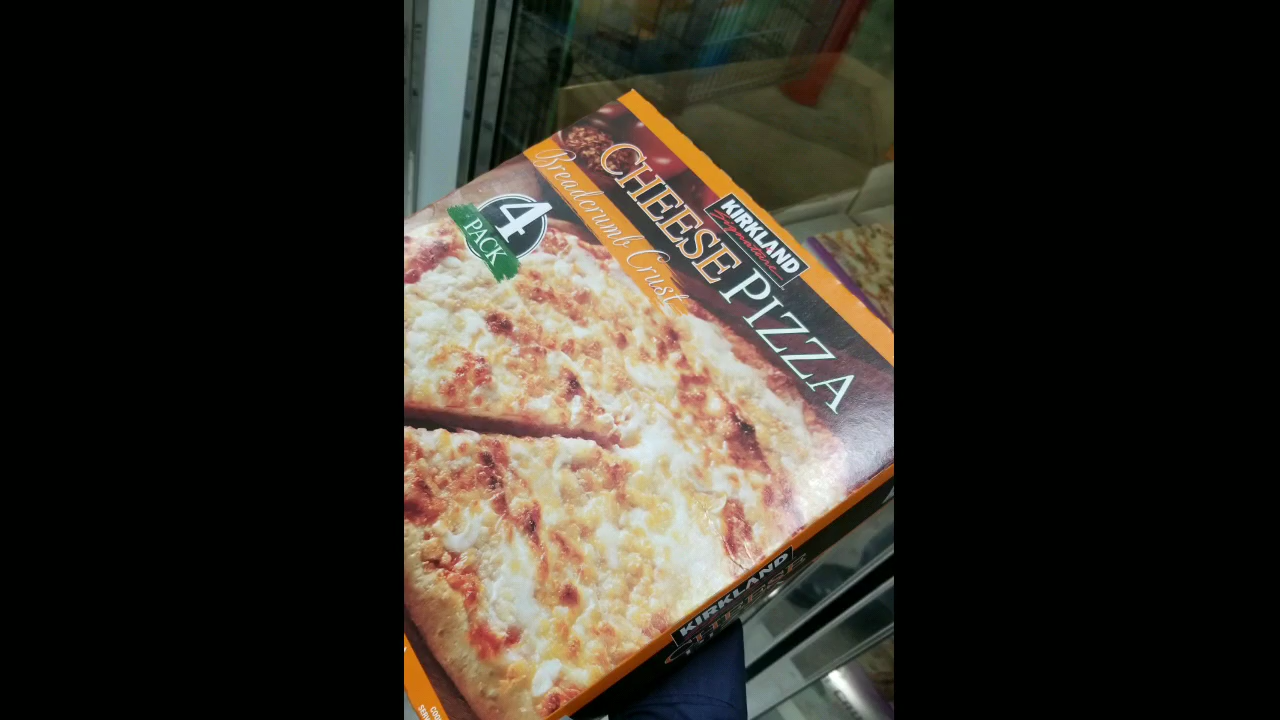 KIRKLAND
Signature
CHEESE PIZZA
Breadcrumb Crust
4
PACK
KIRKLAND